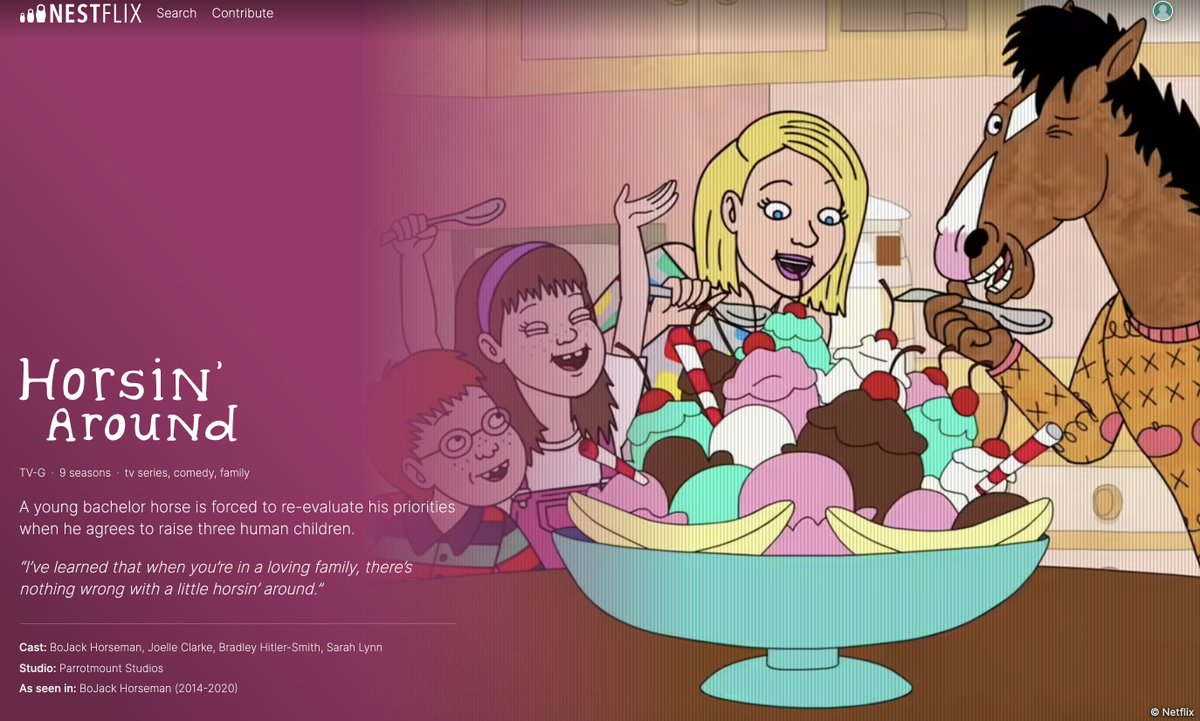 NESTFLIX Search Contribute
Horsin'
Around
TV-G · 9 seasons · tv series, comedy, family
A young bachelor horse is forced to re-evaluate his priorities
when he agrees to raise three human children.
“I’ve learned that when you’re in a loving family, there’s
nothing wrong with a little horsin’ around.”
Cast: BoJack Horseman, Joelle Clarke, Bradley Hitler-Smith, Sarah Lynn
Studio: Parrotmount Studios
As seen in: BoJack Horseman (2014-2020)
© Netflix